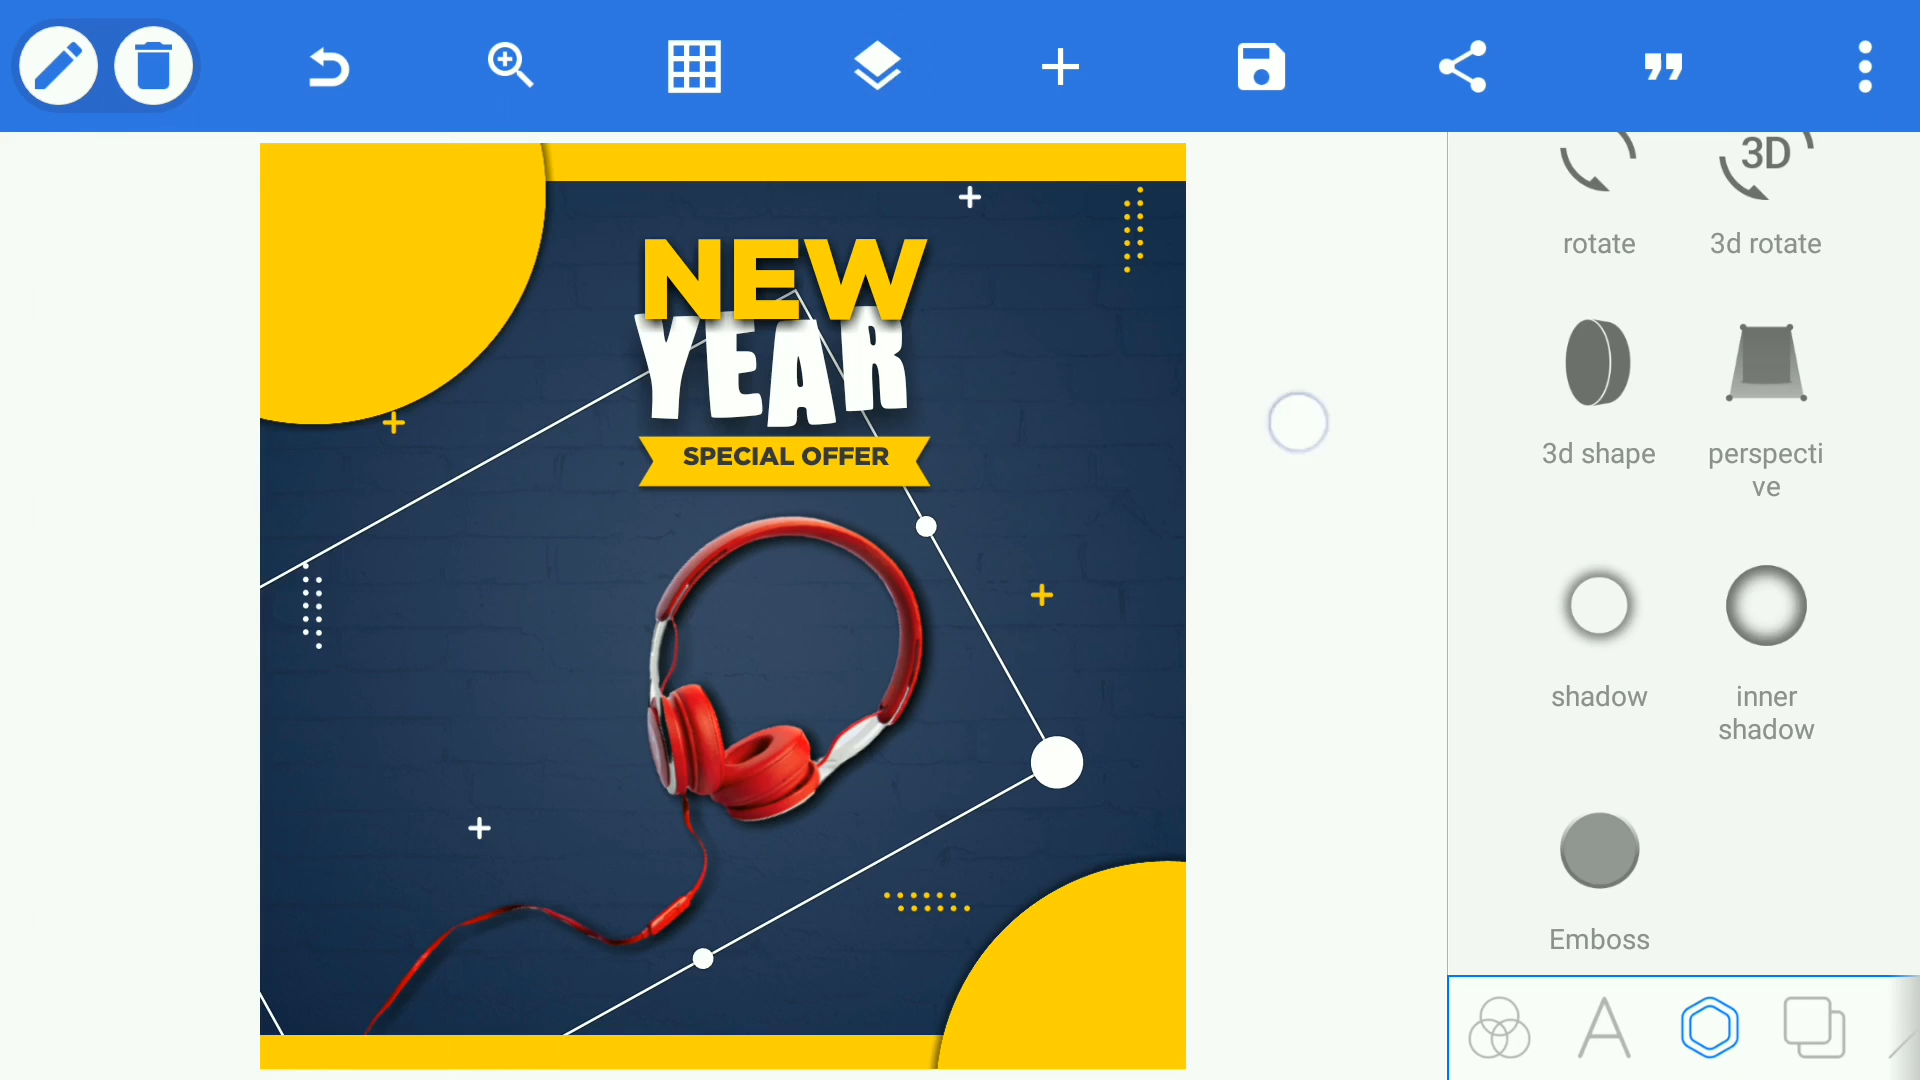 NEW
YEAR
SPECIAL OFFER
3D
rotate
3d rotate
3d shape
perspecti
ve
shadow
inner
shadow
Emboss